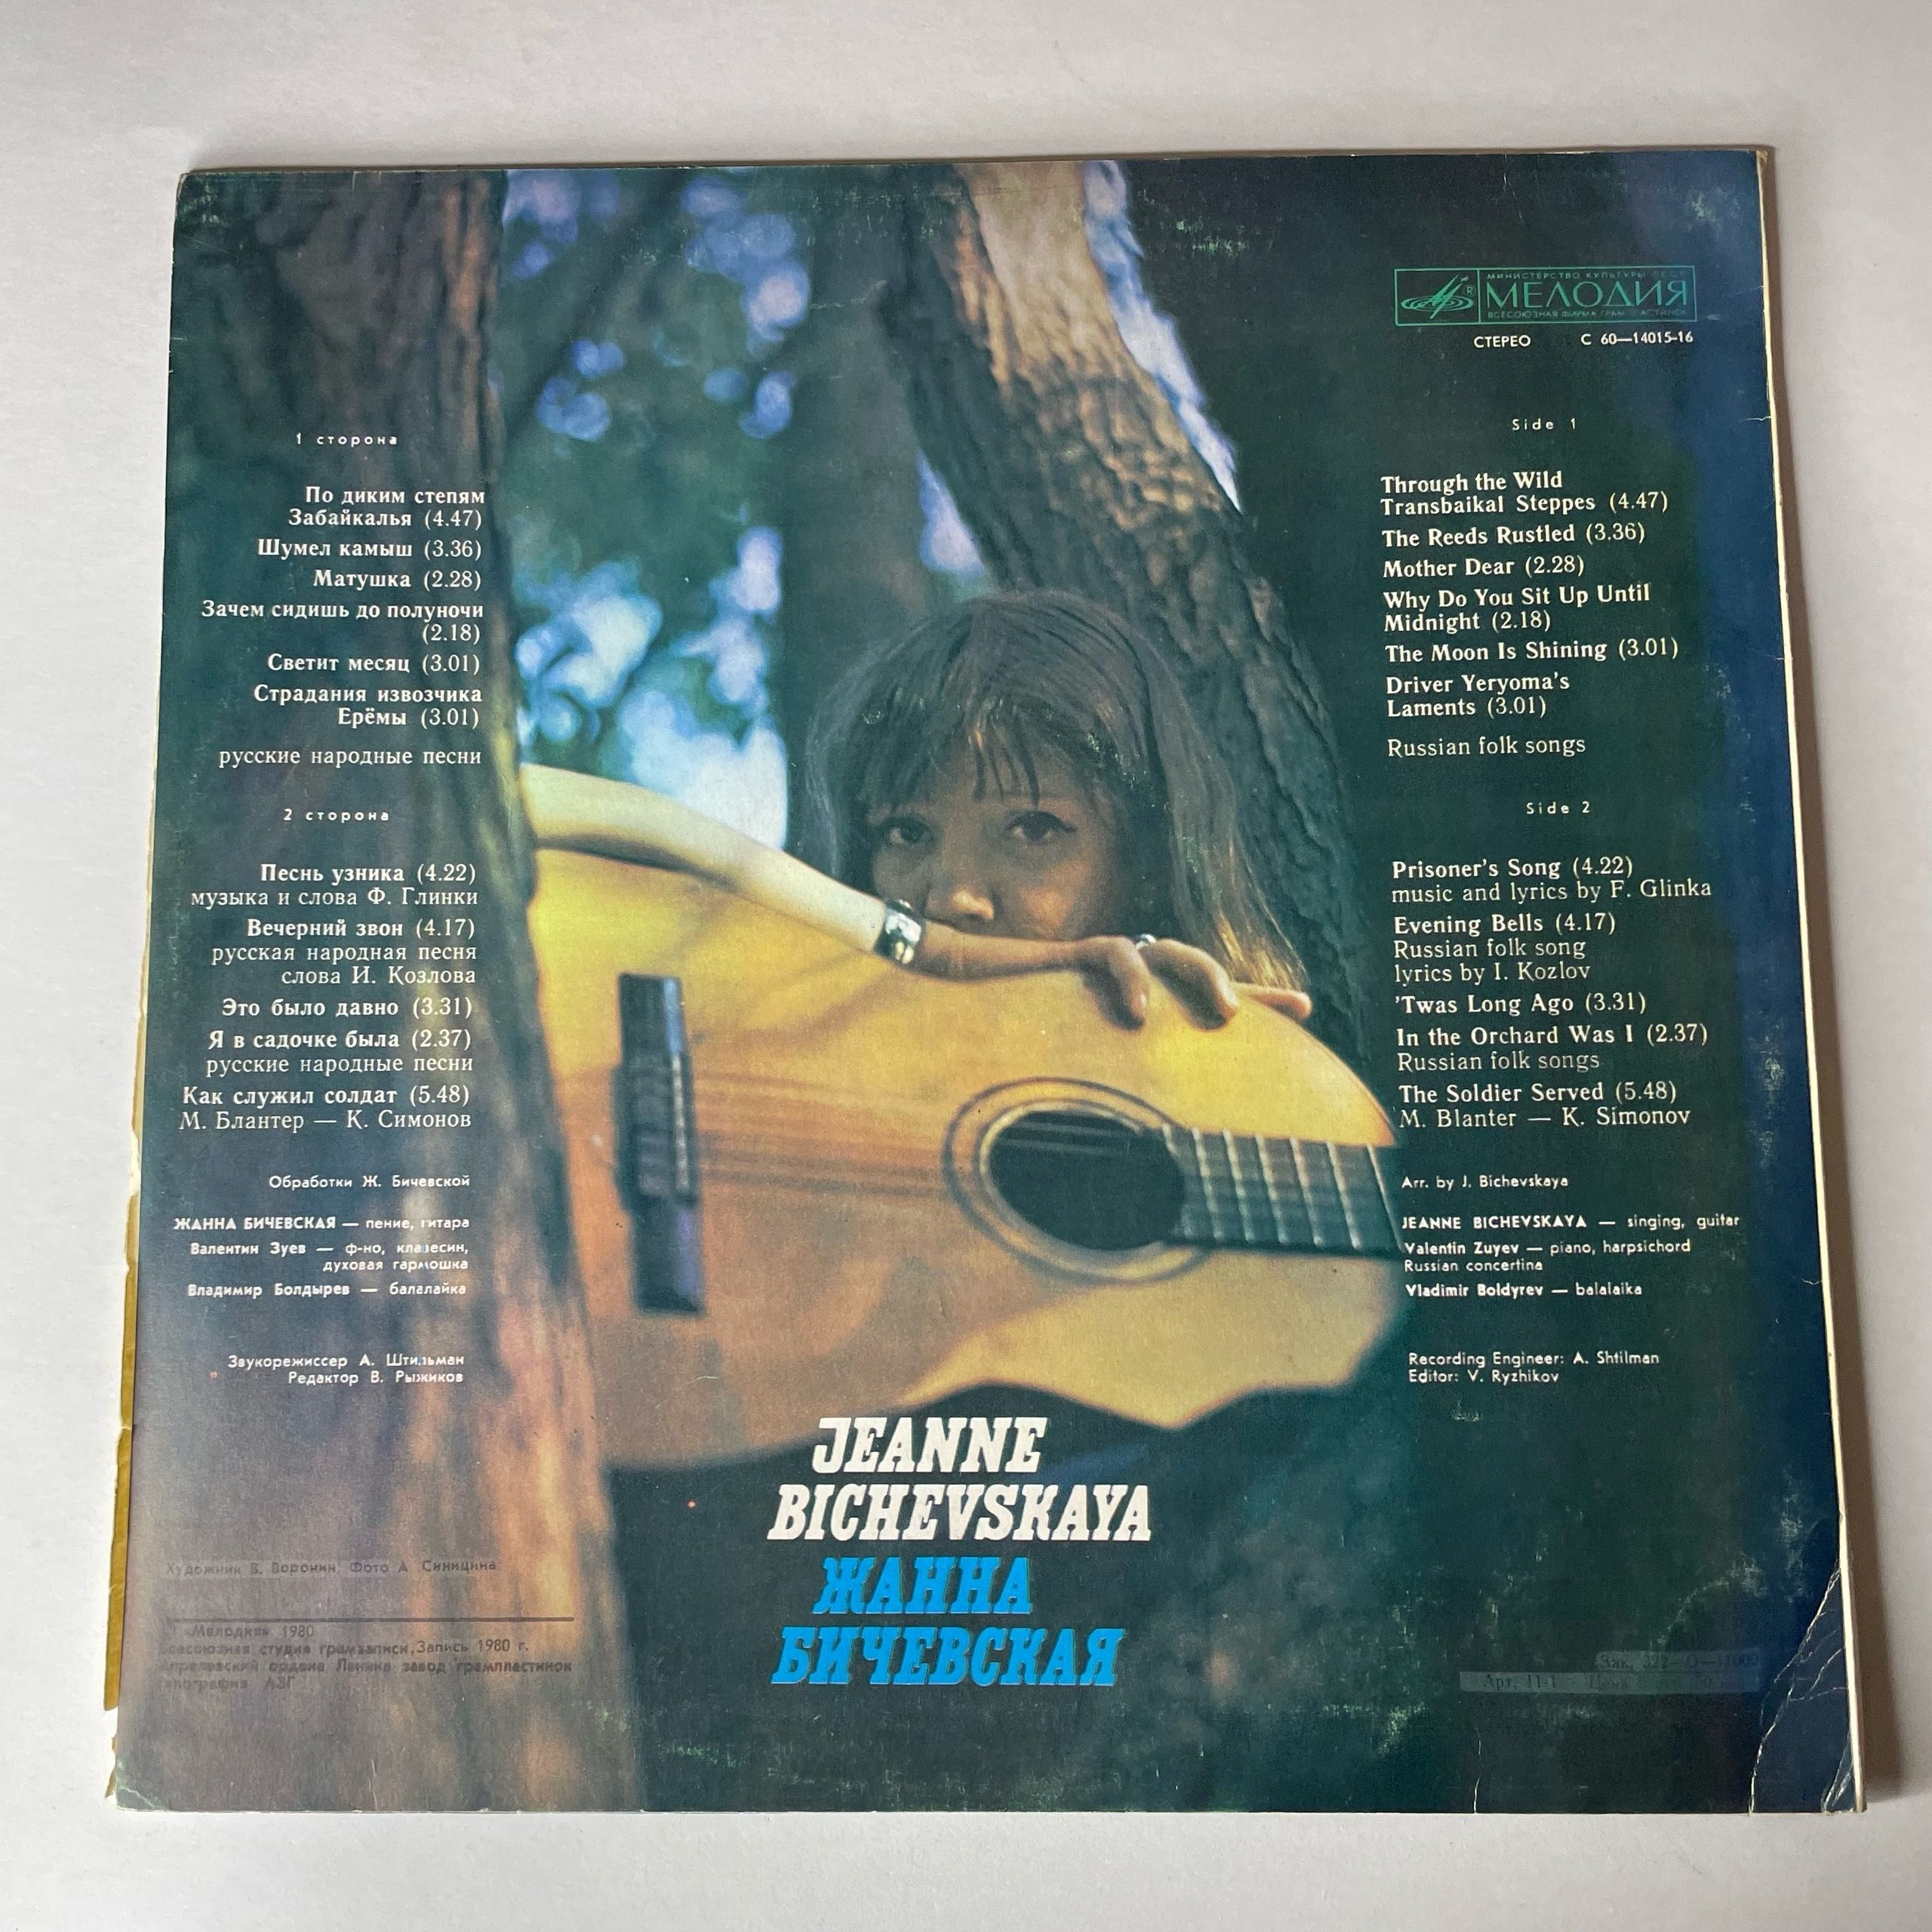 МИНИСТЕРСТВО КУЛЬТУРЫ СССР
МЕЛОДИЯ
ВСЕСОЮЗНАЯ ФИРМА ГРАМПЛАСТИНОК
СТЕРЕО С 60—14015-16
1 сторона
По диким степям
Забайкалья (4.47)
Шумел камыш (3.36)
Матушка (2.28)
Зачем сидишь до полуночи
(2.18)
Светит месяц (3.01)
Страдания извозчика
Ерёмы (3.01)
русские народные песни
2 сторона
Песнь узника (4.22)
музыка и слова Ф. Глинки
Вечерний звон (4.17)
русская народная песня
слова И. Козлова
Это было давно (3.31)
Я в садочке была (2.37)
русские народные песни
Как служил солдат (5.48)
М. Блантер — К. Симонов
Обработки Ж. Бичевской
ЖАННА БИЧЕВСКАЯ — пение, гитара
Валентин Зуев — ф-но, клавесин,
духовая гармошка
Владимир Болдырев — балалайка
Звукорежиссер А. Штильман
Редактор В. Рыжиков
Side 1
Through the Wild
Transbaikal Steppes (4.47)
The Reeds Rustled (3.36)
Mother Dear (2.28)
Why Do You Sit Up Until
Midnight (2.18)
The Moon Is Shining (3.01)
Driver Yeryoma's
Laments (3.01)
Russian folk songs
Side 2
Prisoner's Song (4.22)
music and lyrics by F. Glinka
Evening Bells (4.17)
Russian folk song
lyrics by I. Kozlov
'Twas Long Ago (3.31)
In the Orchard Was I (2.37)
Russian folk songs
The Soldier Served (5.48)
M. Blanter — K. Simonov
Arr. by J. Bichevskaya
JEANNE BICHEVSKAYA — singing, guitar
Valentin Zuyev — piano, harpsichord
Russian concertina
Vladimir Boldyrev — balalaika
Recording Engineer: A. Shtilman
Editor: V. Ryzhikov
JEANNE
BICHEVSKAYA
ЖАННА
БИЧЕВСКАЯ
Художник Б. Воронин. Фото А. Синицина
«Мелодия» 1980
студия грамзаписи. Запись 1980 г.
ордена Ленина завод грампластинок
АЗГ
Зак. 322—О—11000
Арт. 11-1